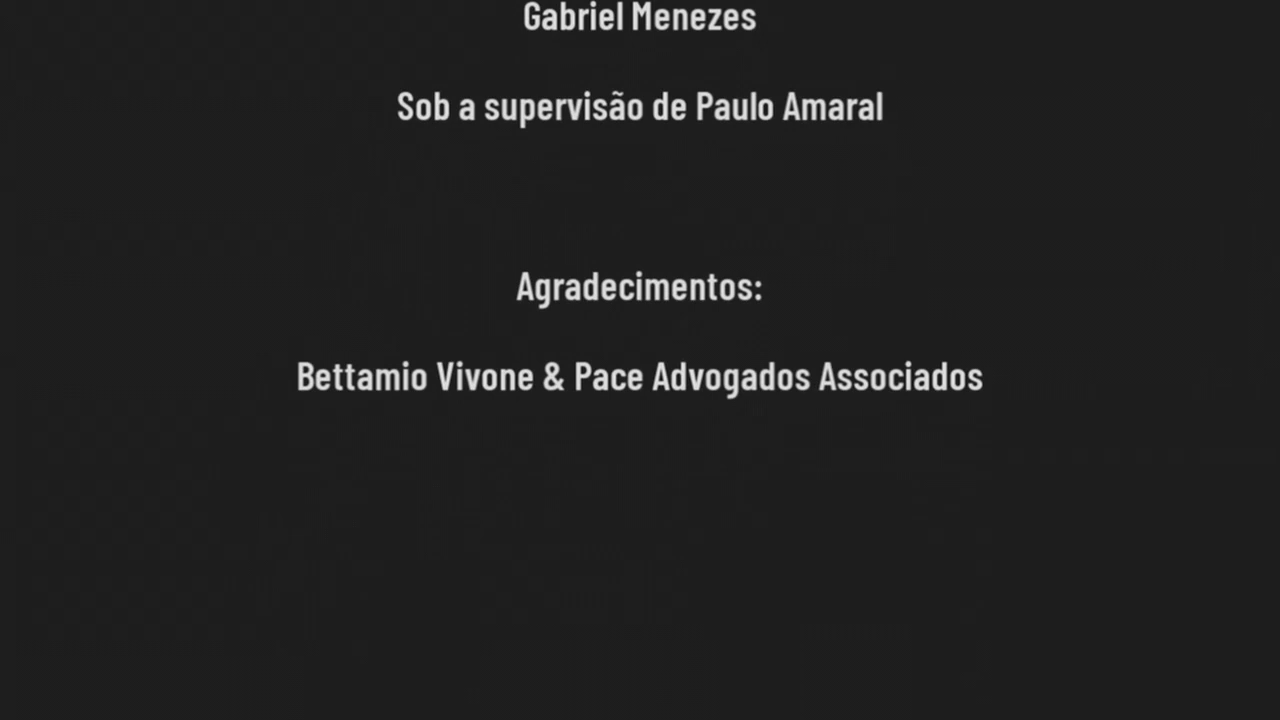 Gabriel Menezes
Sob a supervisão de Paulo Amaral
Agradecimentos:
Bettamio Vivone & Pace Advogados Associados